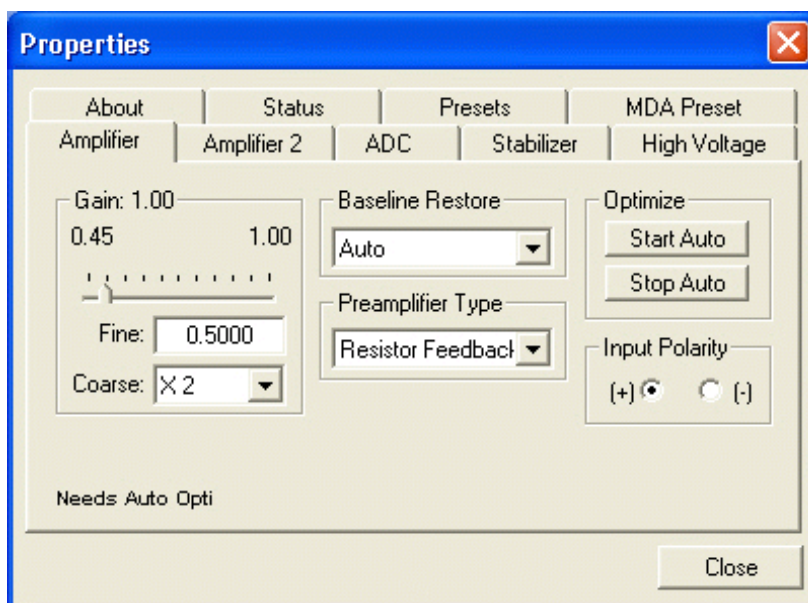 Properties
About Status Presets MDA Preset
Amplifier Amplifier 2 ADC Stabilizer High Voltage
Gain: 1.00
0.45 1.00
Fine: 0.5000
Coarse: X 2
Baseline Restore
Auto
Preamplifier Type
Resistor Feedback
Optimize
Start Auto
Stop Auto
Input Polarity
(+) (-)
Needs Auto Opti
Close